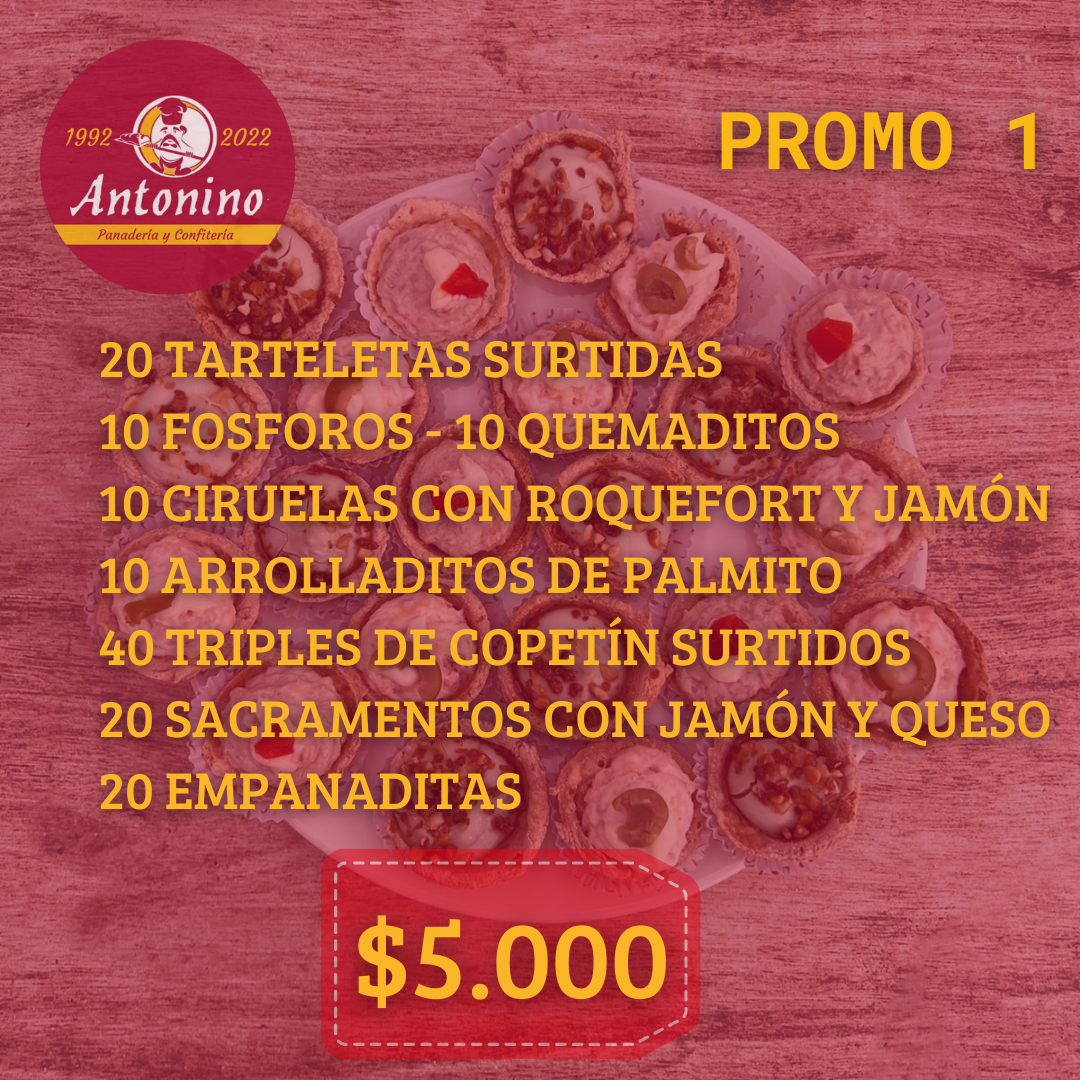 1992 2022
Antonino
Panadería y Confitería
PROMO 1
20 TARTELETAS SURTIDAS
10 FOSFOROS - 10 QUEMADITOS
10 CIRUELAS CON ROQUEFORT Y JAMÓN
10 ARROLLADITOS DE PALMITO
40 TRIPLES DE COPETÍN SURTIDOS
20 SACRAMENTOS CON JAMÓN Y QUESO
20 EMPANADITAS
$5.000